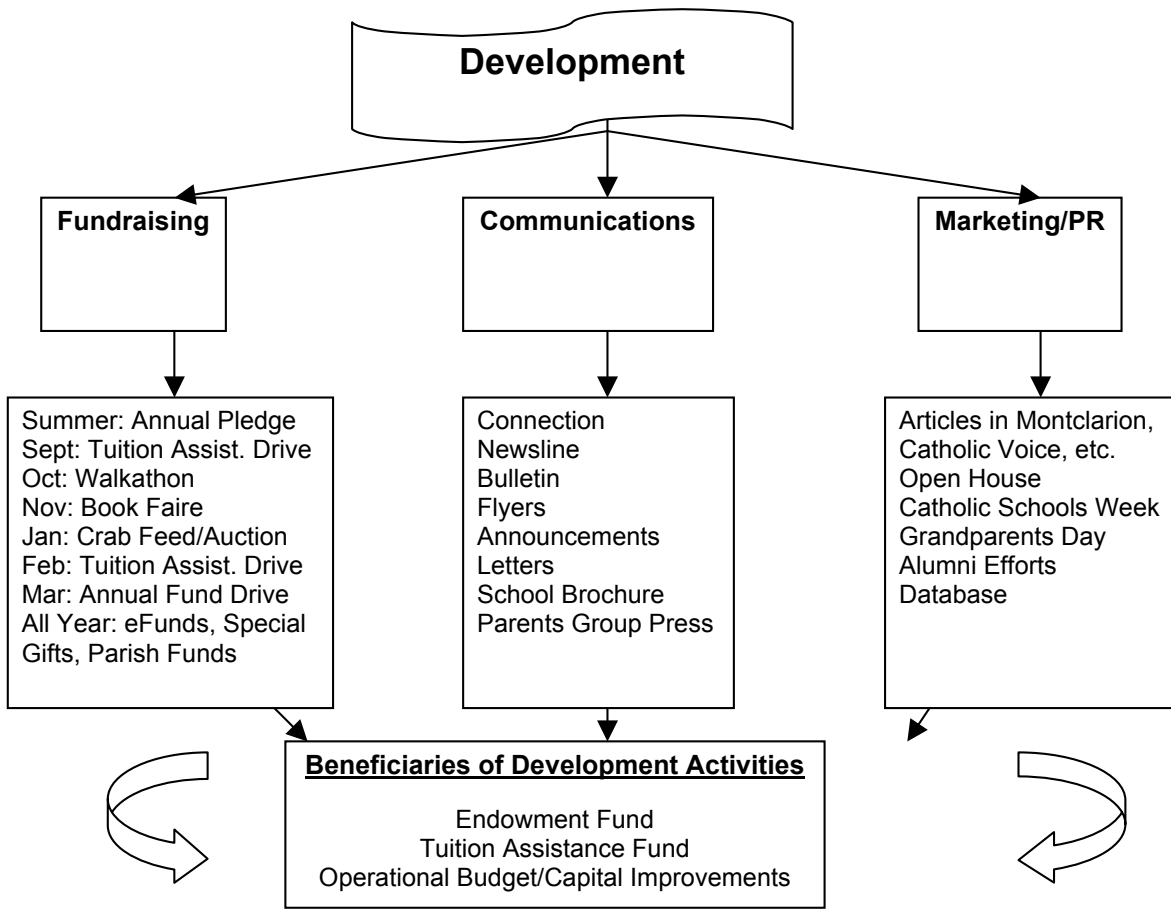 Development
Fundraising
Communications
Marketing/PR
Summer: Annual Pledge
Sept: Tuition Assist. Drive
Oct: Walkathon
Nov: Book Faire
Jan: Crab Feed/Auction
Feb: Tuition Assist. Drive
Mar: Annual Fund Drive
All Year: eFunds, Special
Gifts, Parish Funds
Connection
Newsline
Bulletin
Flyers
Announcements
Letters
School Brochure
Parents Group Press
Articles in Montclarion,
Catholic Voice, etc.
Open House
Catholic Schools Week
Grandparents Day
Alumni Efforts
Database
Beneficiaries of Development Activities
Endowment Fund
Tuition Assistance Fund
Operational Budget/Capital Improvements